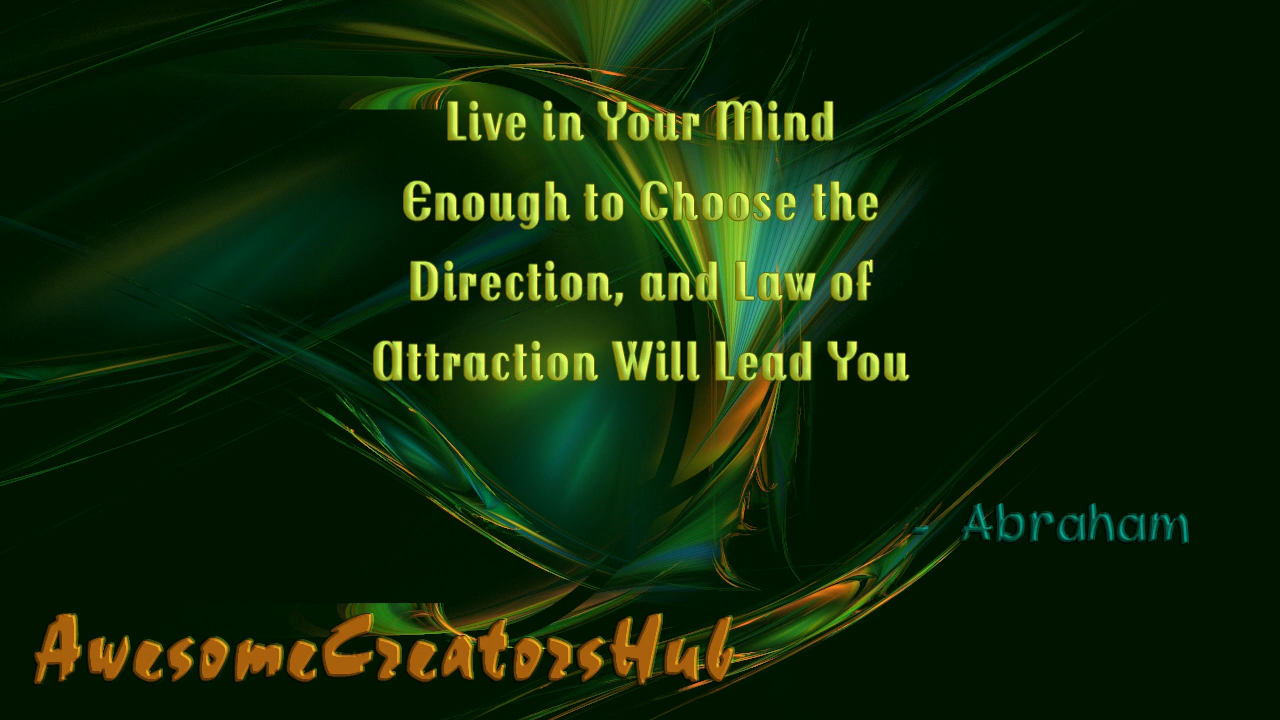 Live in Your Mind
Enough to Choose the
Direction, and Law of
Attraction Will Lead You
- Abraham
AwesomeCreatorsHub